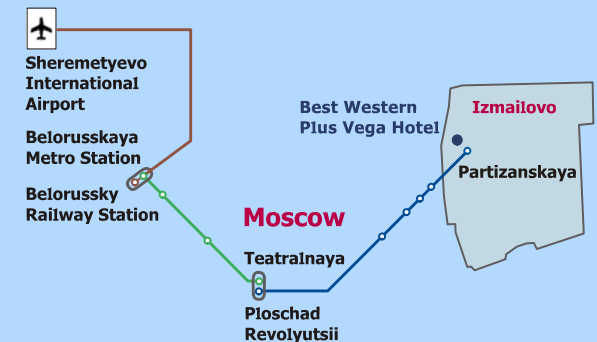 Sheremetyevo
International
Airport
Belorusskaya
Metro Station
Belorussky
Railway Station
Best Western
Plus Vega Hotel
Izmailovo
Partizanskaya
Moscow
Teatralnaya
Ploschad
Revolyutsii